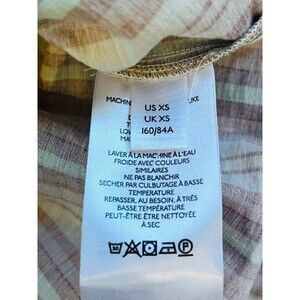 MACHIN
US XS
UK XS
160/84A
LAVER À LA MACHINE À L'EAU
FROIDE AVEC COULEURS
SIMILAIRES
NE PAS BLANCHIR
SECHER PAR CULBUTAGE À BASSE
TEMPERATURE
REPASSER, AU BESOIN, À TRÈS
BASSE TEMPÉRATURE
PEUT-ÊTRE ÊTRE NETTOYÉE
À SEC